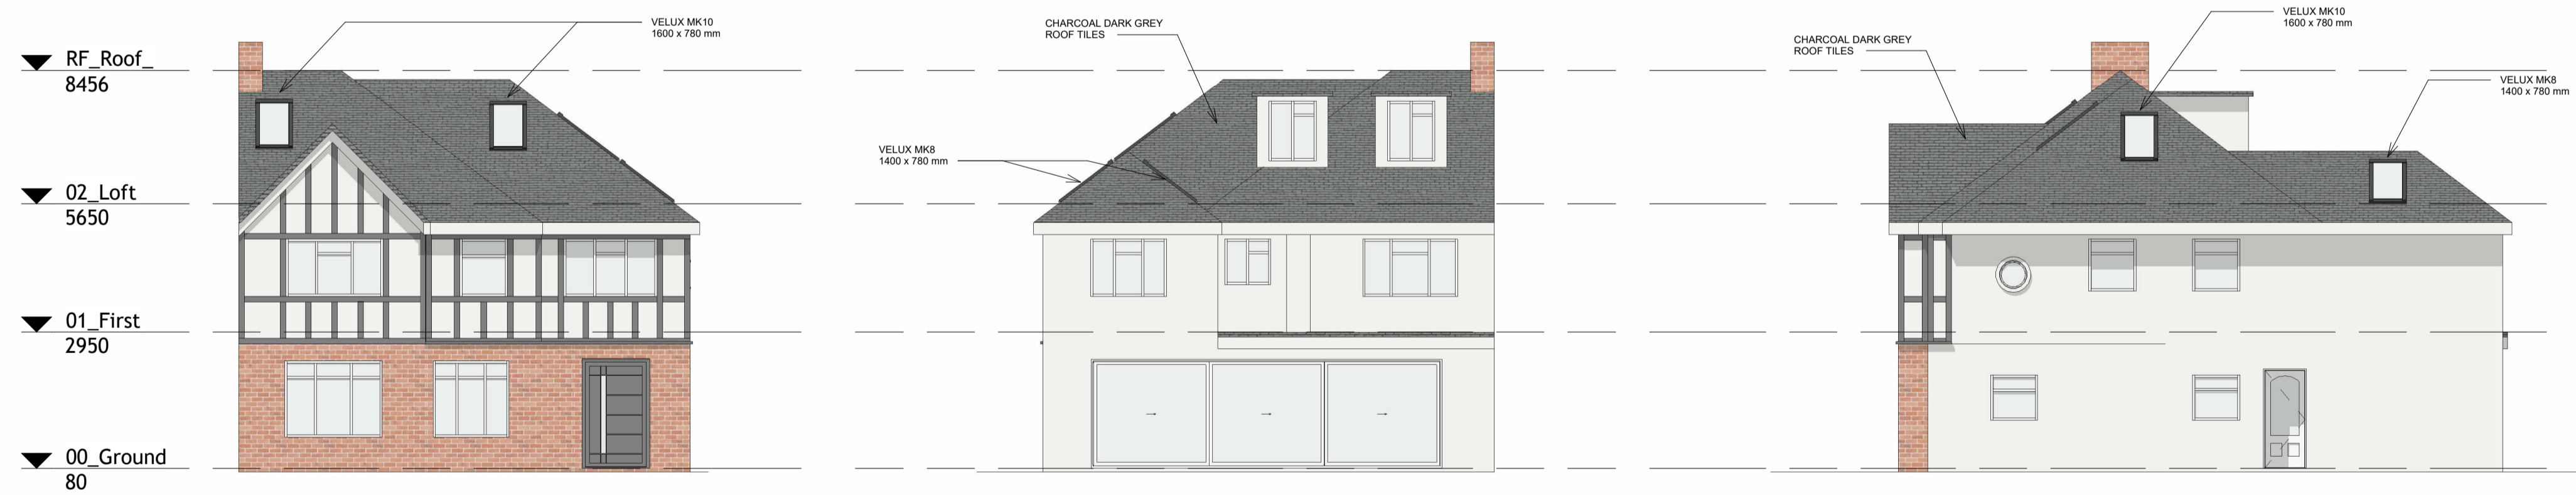 RF_Roof_
8456
02_Loft
5650
01_First
2950
00_Ground
80
VELUX MK10
1600 x 780 mm
CHARCOAL DARK GREY
ROOF TILES
VELUX MK8
1400 x 780 mm
CHARCOAL DARK GREY
ROOF TILES
VELUX MK10
1600 x 780 mm
VELUX MK8
1400 x 780 mm